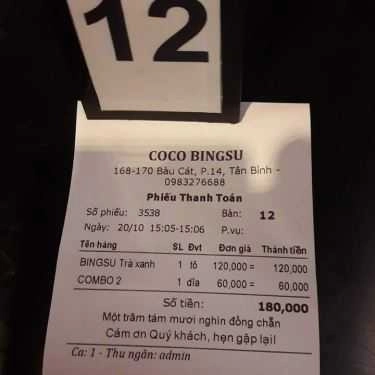 12
COCO BINGSU
168-170 Bàu Cát, P.14, Tân Bình -
0983276688
Phiếu Thanh Toán
Số phiếu: 3538 Bàn: 12
Ngày: 20/10 15:05-15:06 P.vụ:
Tên hàng SL Đvt Đơn giá Thành tiền
BINGSU Trà xanh 1 tô 120,000 = 120,000
COMBO 2 1 dĩa 60,000 = 60,000
Số tiền: 180,000
Một trăm tám mươi nghìn đồng chẵn
Cám ơn Quý khách, hẹn gặp lại!
Ca: 1 - Thu ngân: admin